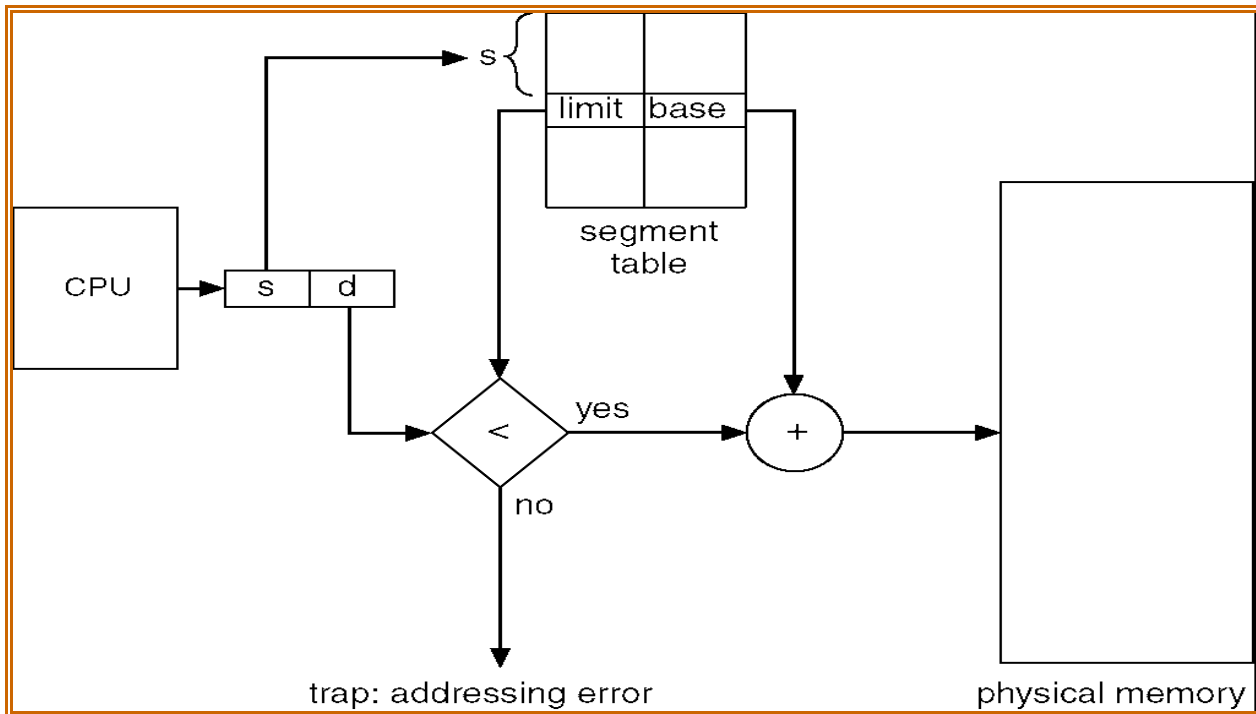 s
limit base
segment
table
CPU
s d
<
yes
+
no
trap: addressing error
physical memory